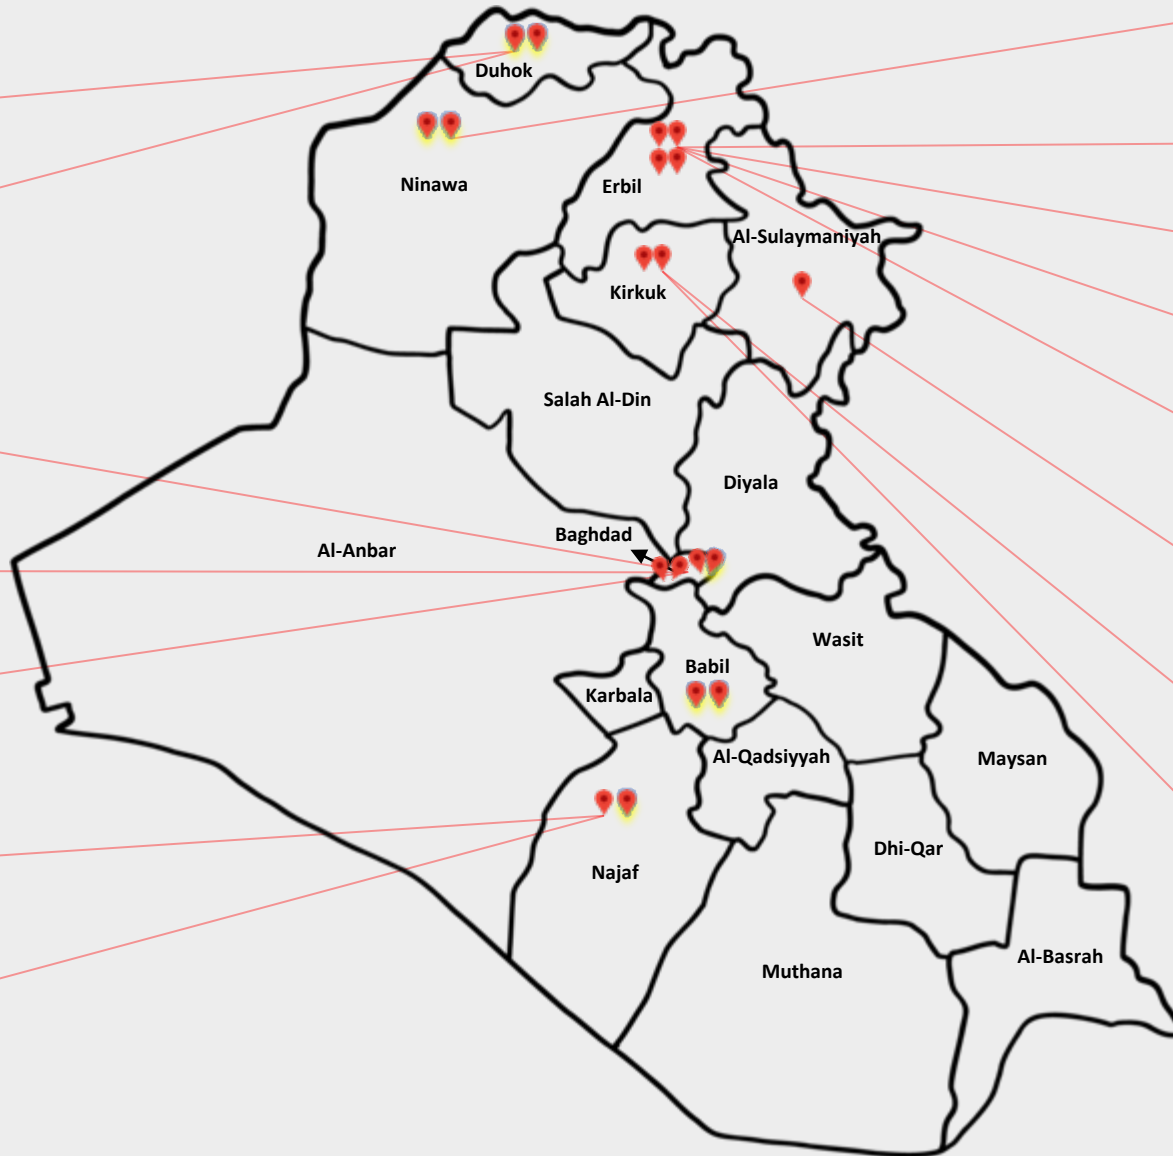 Duhok
Ninawa
Erbil
Al-Sulaymaniyah
Kirkuk
Salah Al-Din
Diyala
Baghdad
Al-Anbar
Wasit
Babil
Karbala
Al-Qadsiyyah
Maysan
Dhi-Qar
Najaf
Al-Basrah
Muthana